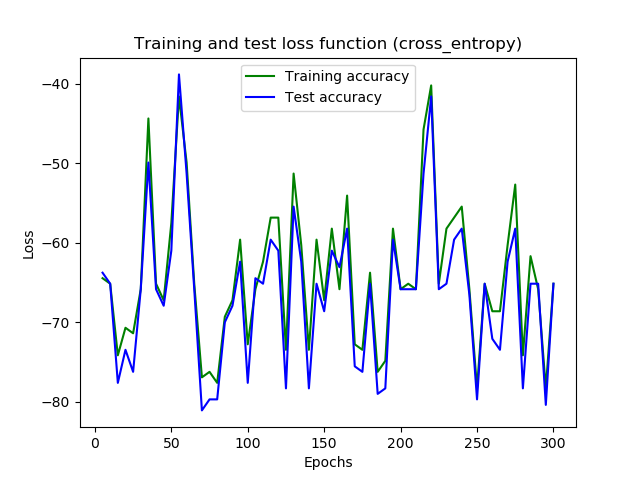 Training and test loss function (cross_entropy)
Training accuracy
Test accuracy
Loss
−40
−50
−60
−70
−80
0 50 100 150 200 250 300
Epochs